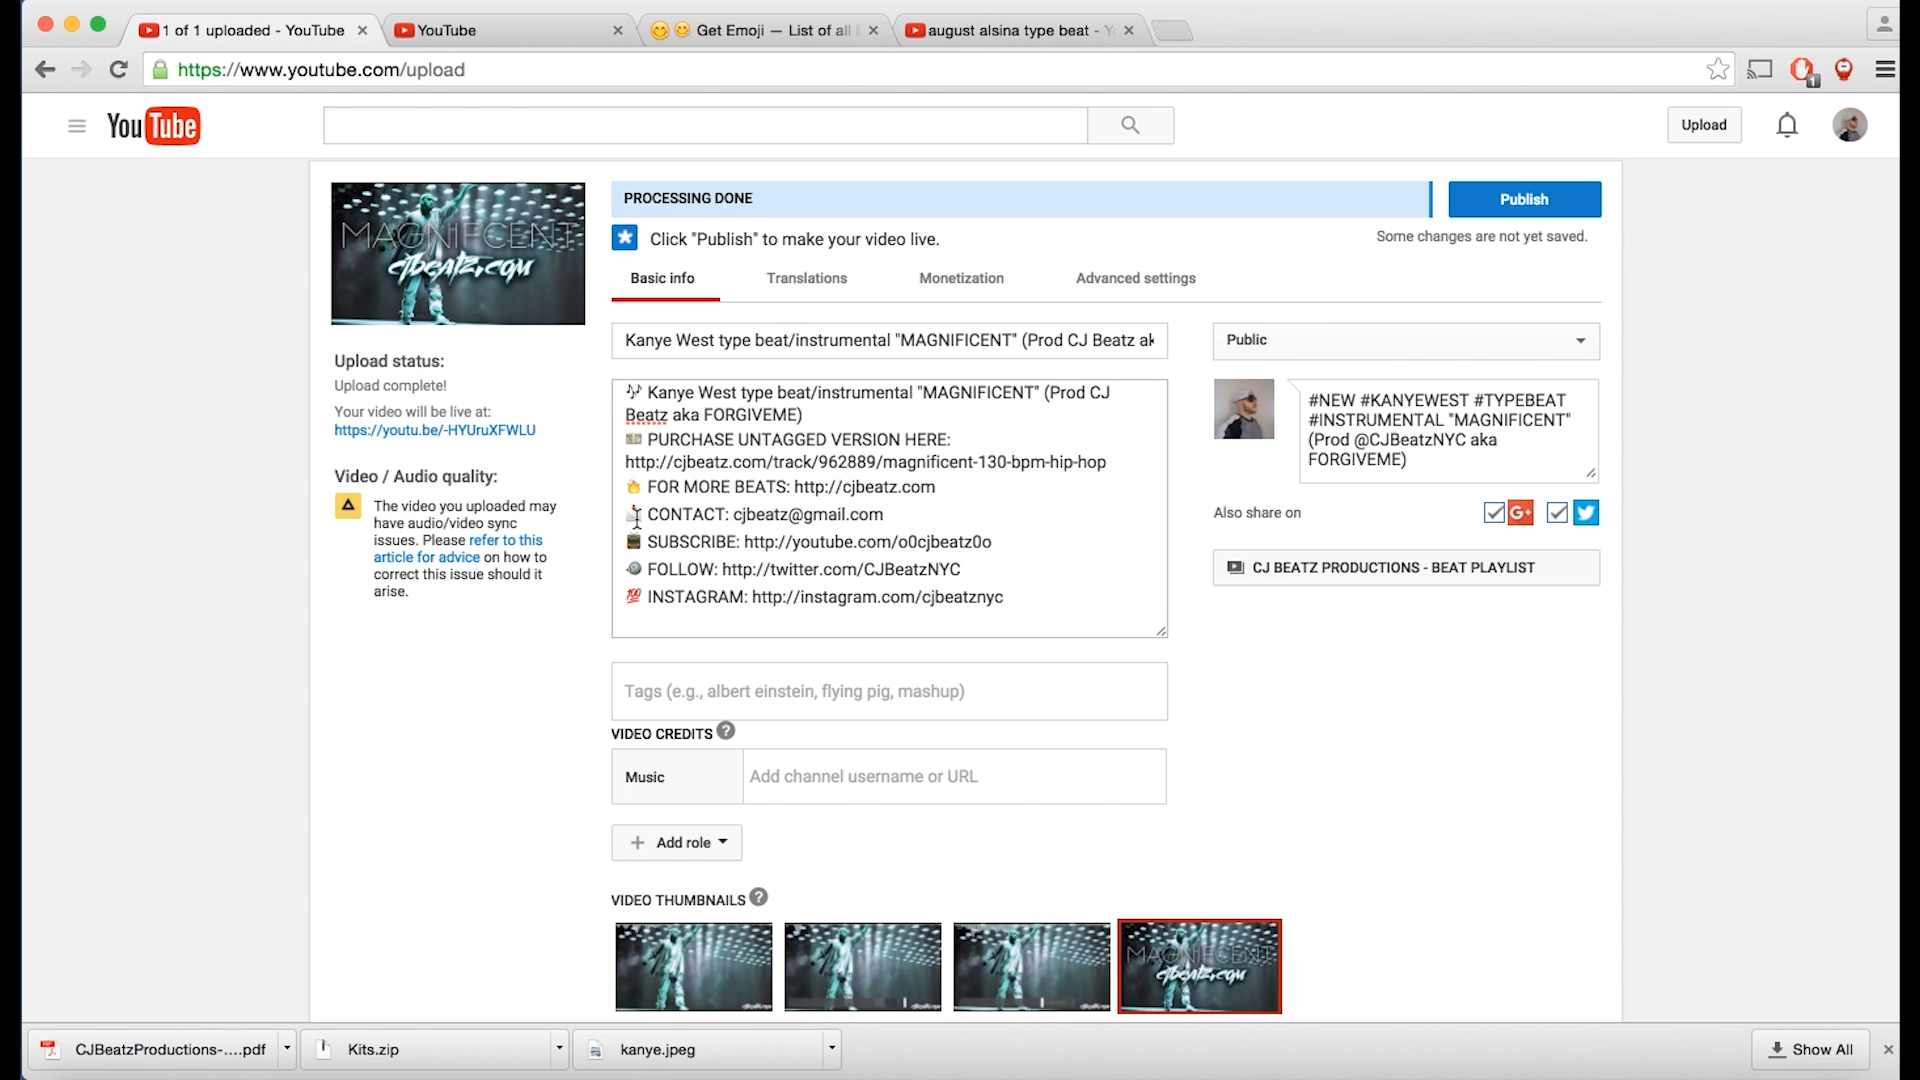 1 of 1 uploaded - YouTube
YouTube
Get Emoji — List of all
august alsina type beat -
https://www.youtube.com/upload
1
YouTube
Upload
MAGNIFCENT
cjbeatz.com
PROCESSING DONE
Publish
Click "Publish" to make your video live.
Some changes are not yet saved.
Basic info
Translations
Monetization
Advanced settings
Upload status:
Upload complete!
Your video will be live at:
https://youtu.be/-HYUruXFWLU
Video / Audio quality:
The video you uploaded may
have audio/video sync
issues. Please refer to this
article for advice on how to
correct this issue should it
arise.
Kanye West type beat/instrumental "MAGNIFICENT" (Prod CJ Beatz ak
🎶 Kanye West type beat/instrumental "MAGNIFICENT" (Prod CJ
Beatz aka FORGIVEME)
💵 PURCHASE UNTAGGED VERSION HERE:
http://cjbeatz.com/track/962889/magnificent-130-bpm-hip-hop
🔥 FOR MORE BEATS: http://cjbeatz.com
CONTACT: cjbeatz@gmail.com
SUBSCRIBE: http://youtube.com/o0cjbeatz0o
FOLLOW: http://twitter.com/CJBeatzNYC
💯 INSTAGRAM: http://instagram.com/cjbeatznyc
Public
#NEW #KANYEWEST #TYPEBEAT
#INSTRUMENTAL "MAGNIFICENT"
(Prod @CJBeatzNYC aka
FORGIVEME)
Also share on
G+
CJ BEATZ PRODUCTIONS - BEAT PLAYLIST
Tags (e.g., albert einstein, flying pig, mashup)
VIDEO CREDITS ?
Music
Add channel username or URL
+ Add role
VIDEO THUMBNAILS ?
MAGNIFCENT
cjbeatz.com
CJBeatzProductions-....pdf
Kits.zip
kanye.jpeg
Show All